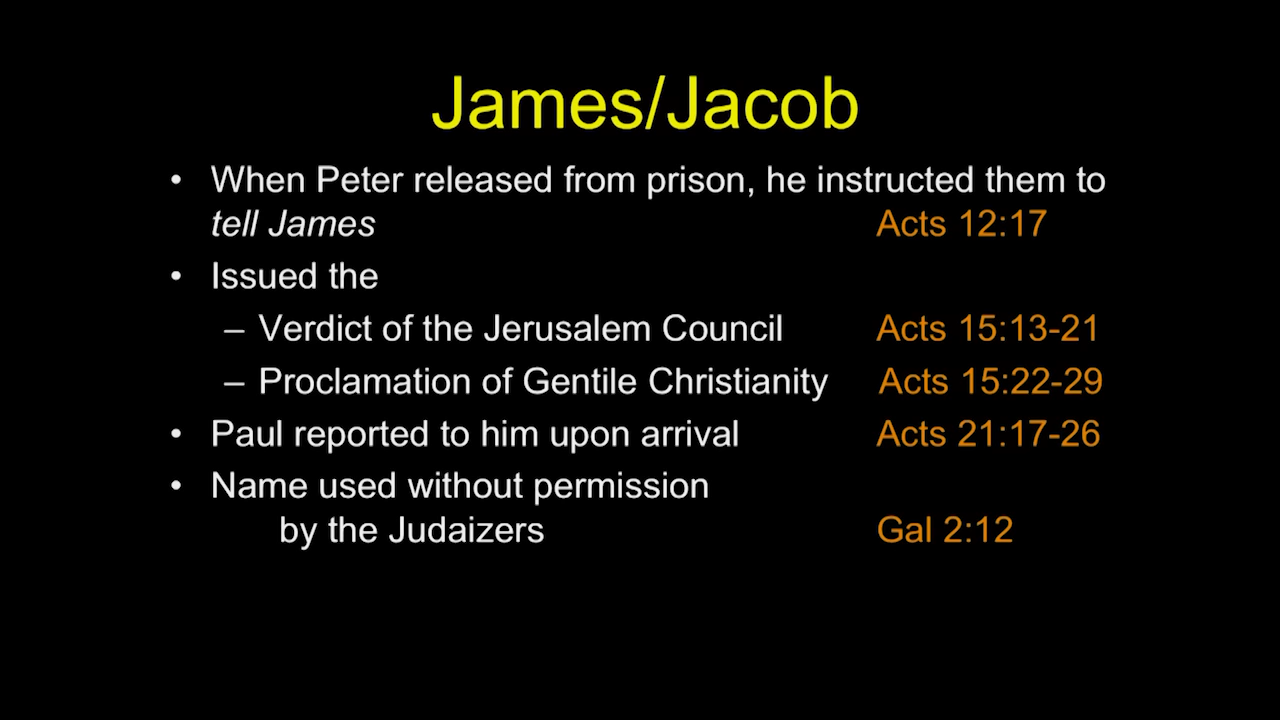 James/Jacob
• When Peter released from prison, he instructed them to
tell James Acts 12:17
• Issued the
– Verdict of the Jerusalem Council Acts 15:13-21
– Proclamation of Gentile Christianity Acts 15:22-29
• Paul reported to him upon arrival Acts 21:17-26
• Name used without permission
by the Judaizers Gal 2:12